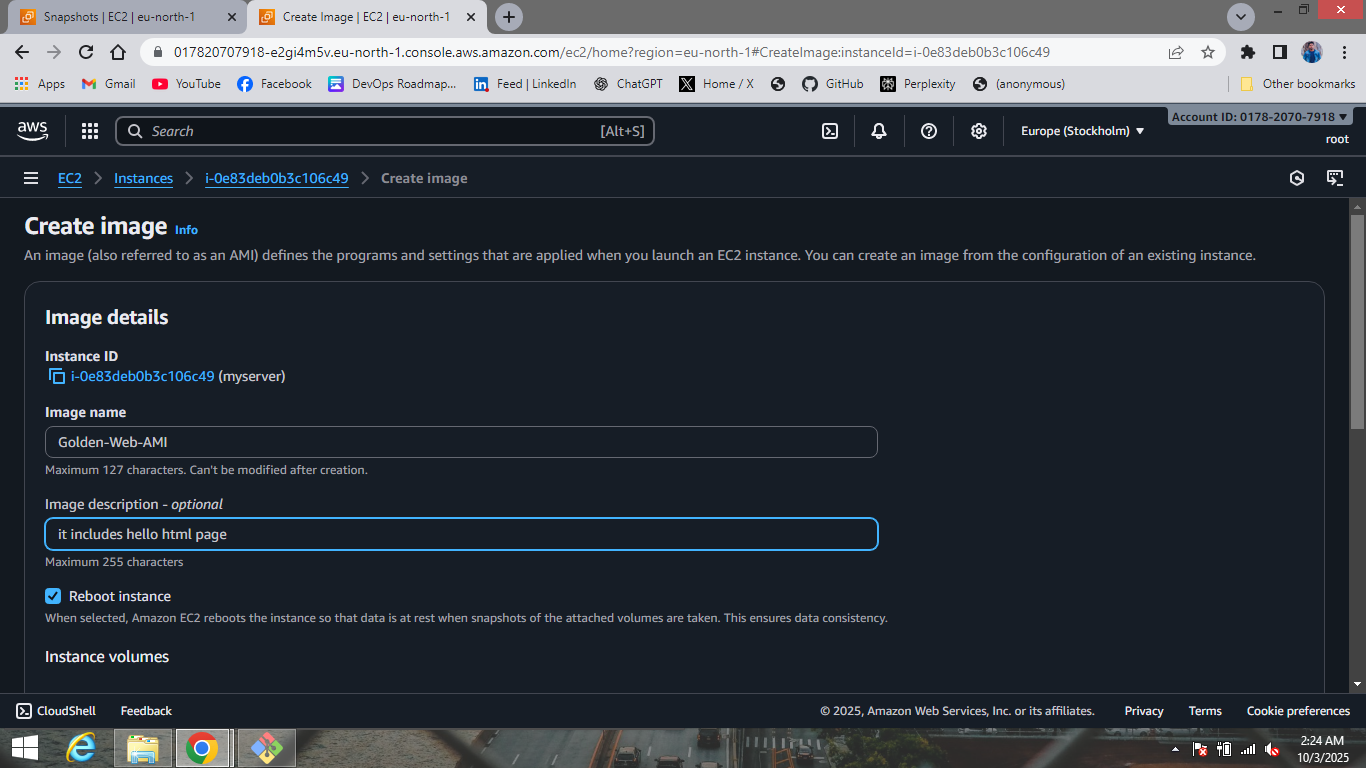 Snapshots | EC2 | eu-north-1
Create Image | EC2 | eu-north-1
017820707918-e2gi4m5v.eu-north-1.console.aws.amazon.com/ec2/home?region=eu-north-1#CreateImage:instanceId=i-0e83deb0b3c106c49
Apps Gmail YouTube Facebook DevOps Roadmap... Feed | LinkedIn ChatGPT Home / X GitHub Perplexity (anonymous) Other bookmarks
aws Search [Alt+S] Europe (Stockholm) Account ID: 0178-2070-7918
root
EC2 Instances i-0e83deb0b3c106c49 Create image
Create image Info
An image (also referred to as an AMI) defines the programs and settings that are applied when you launch an EC2 instance. You can create an image from the configuration of an existing instance.
Image details
Instance ID
i-0e83deb0b3c106c49 (myserver)
Image name
Golden-Web-AMI
Maximum 127 characters. Can't be modified after creation.
Image description - optional
it includes hello html page
Maximum 255 characters
Reboot instance
When selected, Amazon EC2 reboots the instance so that data is at rest when snapshots of the attached volumes are taken. This ensures data consistency.
Instance volumes
CloudShell Feedback © 2025, Amazon Web Services, Inc. or its affiliates. Privacy Terms Cookie preferences
2:24 AM
10/3/2025